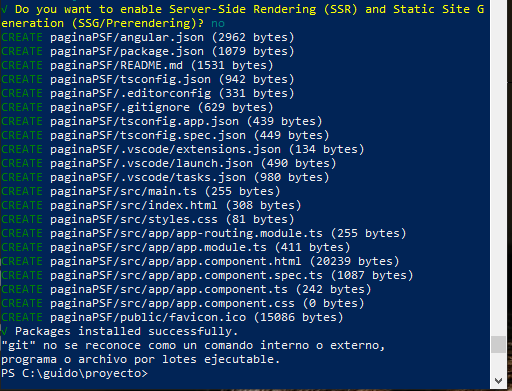 √ Do you want to enable Server-Side Rendering (SSR) and Static Site G
eneration (SSG/Prerendering)? no
CREATE paginaPSF/angular.json (2962 bytes)
CREATE paginaPSF/package.json (1079 bytes)
CREATE paginaPSF/README.md (1531 bytes)
CREATE paginaPSF/tsconfig.json (942 bytes)
CREATE paginaPSF/.editorconfig (331 bytes)
CREATE paginaPSF/.gitignore (629 bytes)
CREATE paginaPSF/tsconfig.app.json (439 bytes)
CREATE paginaPSF/tsconfig.spec.json (449 bytes)
CREATE paginaPSF/.vscode/extensions.json (134 bytes)
CREATE paginaPSF/.vscode/launch.json (490 bytes)
CREATE paginaPSF/.vscode/tasks.json (980 bytes)
CREATE paginaPSF/src/main.ts (255 bytes)
CREATE paginaPSF/src/index.html (308 bytes)
CREATE paginaPSF/src/styles.css (81 bytes)
CREATE paginaPSF/src/app/app-routing.module.ts (255 bytes)
CREATE paginaPSF/src/app/app.module.ts (411 bytes)
CREATE paginaPSF/src/app/app.component.html (20239 bytes)
CREATE paginaPSF/src/app/app.component.spec.ts (1087 bytes)
CREATE paginaPSF/src/app/app.component.ts (242 bytes)
CREATE paginaPSF/src/app/app.component.css (0 bytes)
CREATE paginaPSF/public/favicon.ico (15086 bytes)
√ Packages installed successfully.
"git" no se reconoce como un comando interno o externo,
programa o archivo por lotes ejecutable.
PS C:\guido\proyecto>